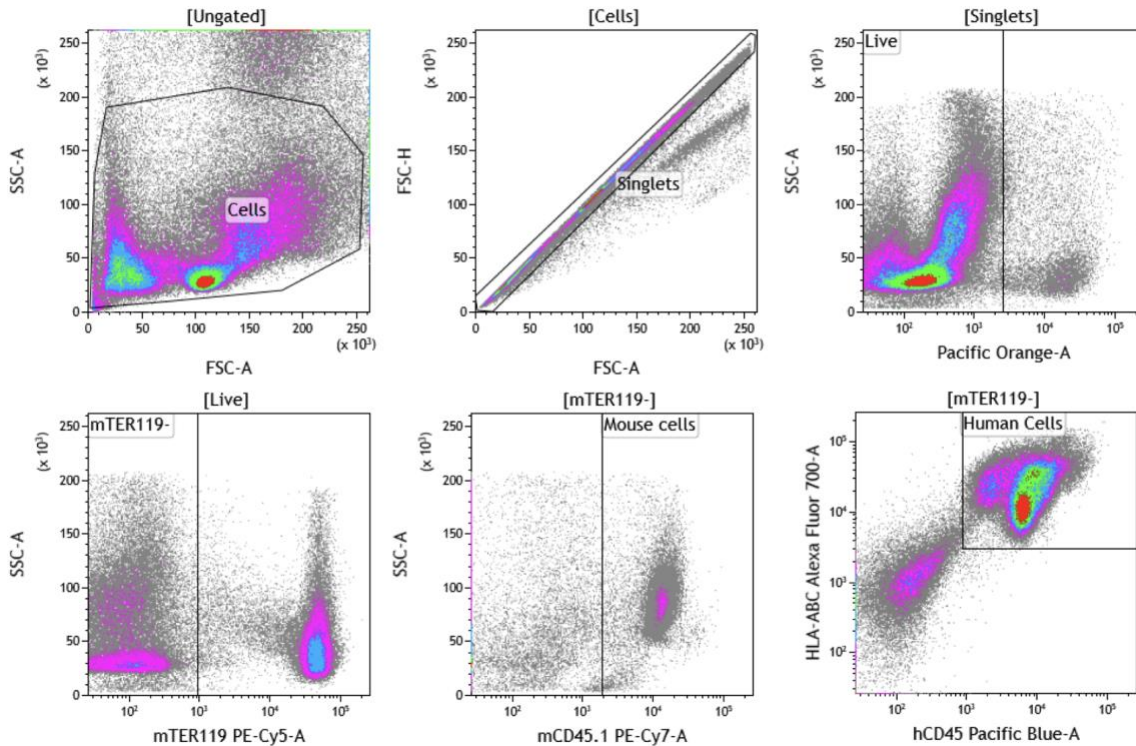 [Ungated]
SSC-A
(x 10³)
250
200
150
100
50
0
Cells
0
50
100
150
200
250
(x 10³)
FSC-A
[Cells]
FSC-H
(x 10³)
250
200
150
100
50
0
Singlets
0
50
100
150
200
250
(x 10³)
FSC-A
[Singlets]
SSC-A
(x 10³)
250
200
150
100
50
0
Live
10²
10³
10⁴
10⁵
Pacific Orange-A
[Live]
SSC-A
(x 10³)
250
200
150
100
50
0
mTER119-
10²
10³
10⁴
10⁵
mTER119 PE-Cy5-A
[mTER119-]
SSC-A
(x 10³)
250
200
150
100
50
0
Mouse cells
10²
10³
10⁴
10⁵
mCD45.1 PE-Cy7-A
[mTER119-]
HLA-ABC Alexa Fluor 700-A
10⁵
10⁴
10³
10²
Human Cells
10²
10³
10⁴
10⁵
hCD45 Pacific Blue-A